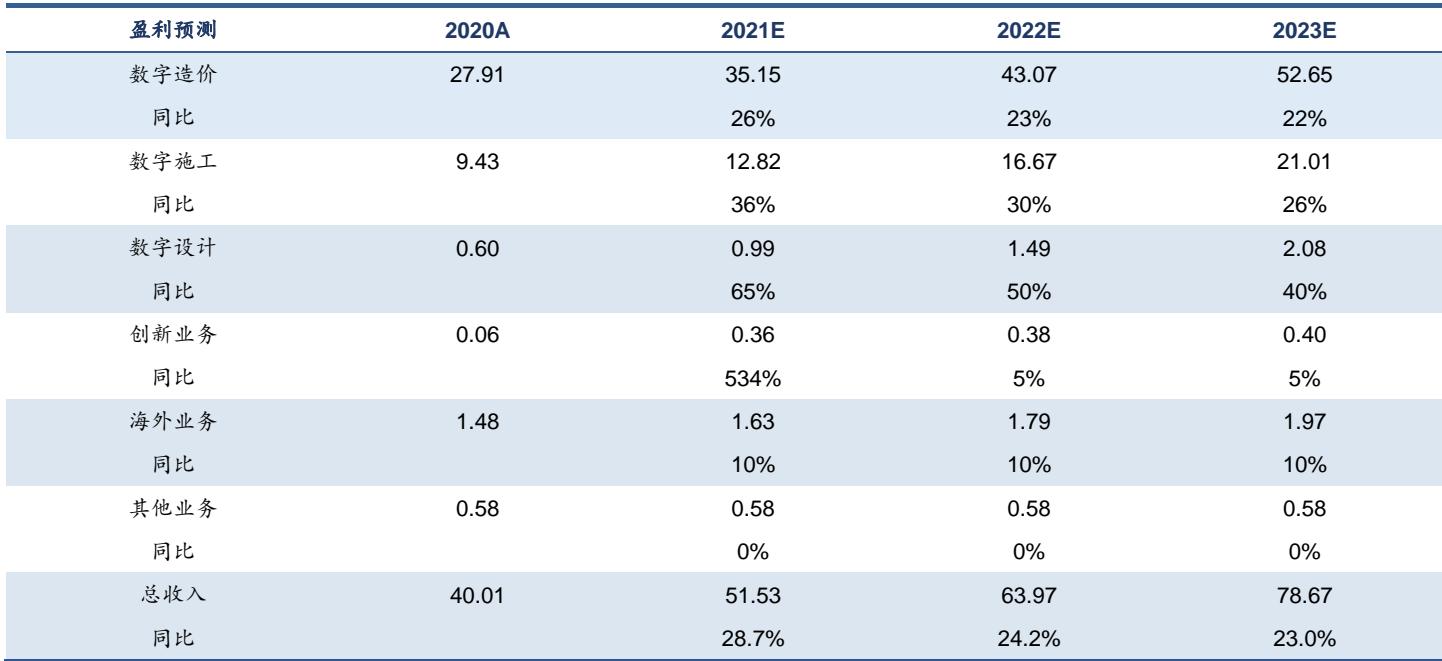 盈利预测 2020A 2021E 2022E 2023E
数字造价 27.91 35.15 43.07 52.65
同比 26% 23% 22%
数字施工 9.43 12.82 16.67 21.01
同比 36% 30% 26%
数字设计 0.60 0.99 1.49 2.08
同比 65% 50% 40%
创新业务 0.06 0.36 0.38 0.40
同比 534% 5% 5%
海外业务 1.48 1.63 1.79 1.97
同比 10% 10% 10%
其他业务 0.58 0.58 0.58 0.58
同比 0% 0% 0%
总收入 40.01 51.53 63.97 78.67
同比 28.7% 24.2% 23.0%